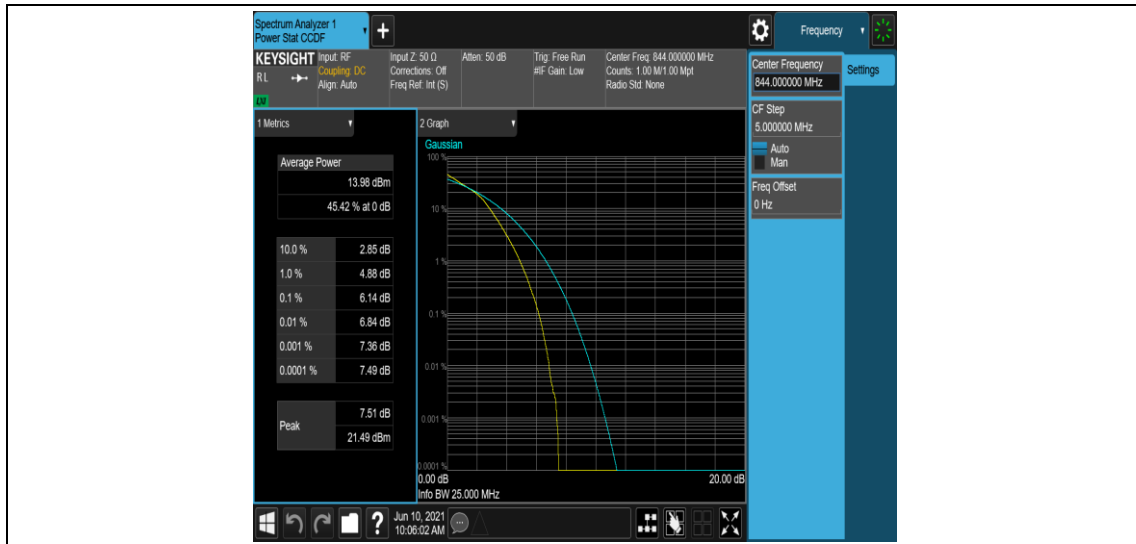 Spectrum Analyzer 1
Power Stat CCDF
+
Frequency
KEYSIGHT
RL
LXI
Input: RF
Coupling: DC
Align: Auto
Input Z: 50 Ω
Corrections: Off
Freq Ref: Int (S)
Atten: 50 dB
Trig: Free Run
#IF Gain: Low
Center Freq: 844.000000 MHz
Counts: 1.00 M/1.00 Mpt
Radio Std: None
Center Frequency
844.000000 MHz
Settings
CF Step
5.000000 MHz
Auto
Man
Freq Offset
0 Hz
1 Metrics
Average Power
13.98 dBm
45.42 % at 0 dB
10.0 % 2.85 dB
1.0 % 4.88 dB
0.1 % 6.14 dB
0.01 % 6.84 dB
0.001 % 7.36 dB
0.0001 % 7.49 dB
Peak
7.51 dB
21.49 dBm
2 Graph
Gaussian
100 %
10 %
1 %
0.1 %
0.01 %
0.001 %
0.0001 %
0.00 dB 20.00 dB
Info BW 25.000 MHz
?
Jun 10, 2021
10:06:02 AM